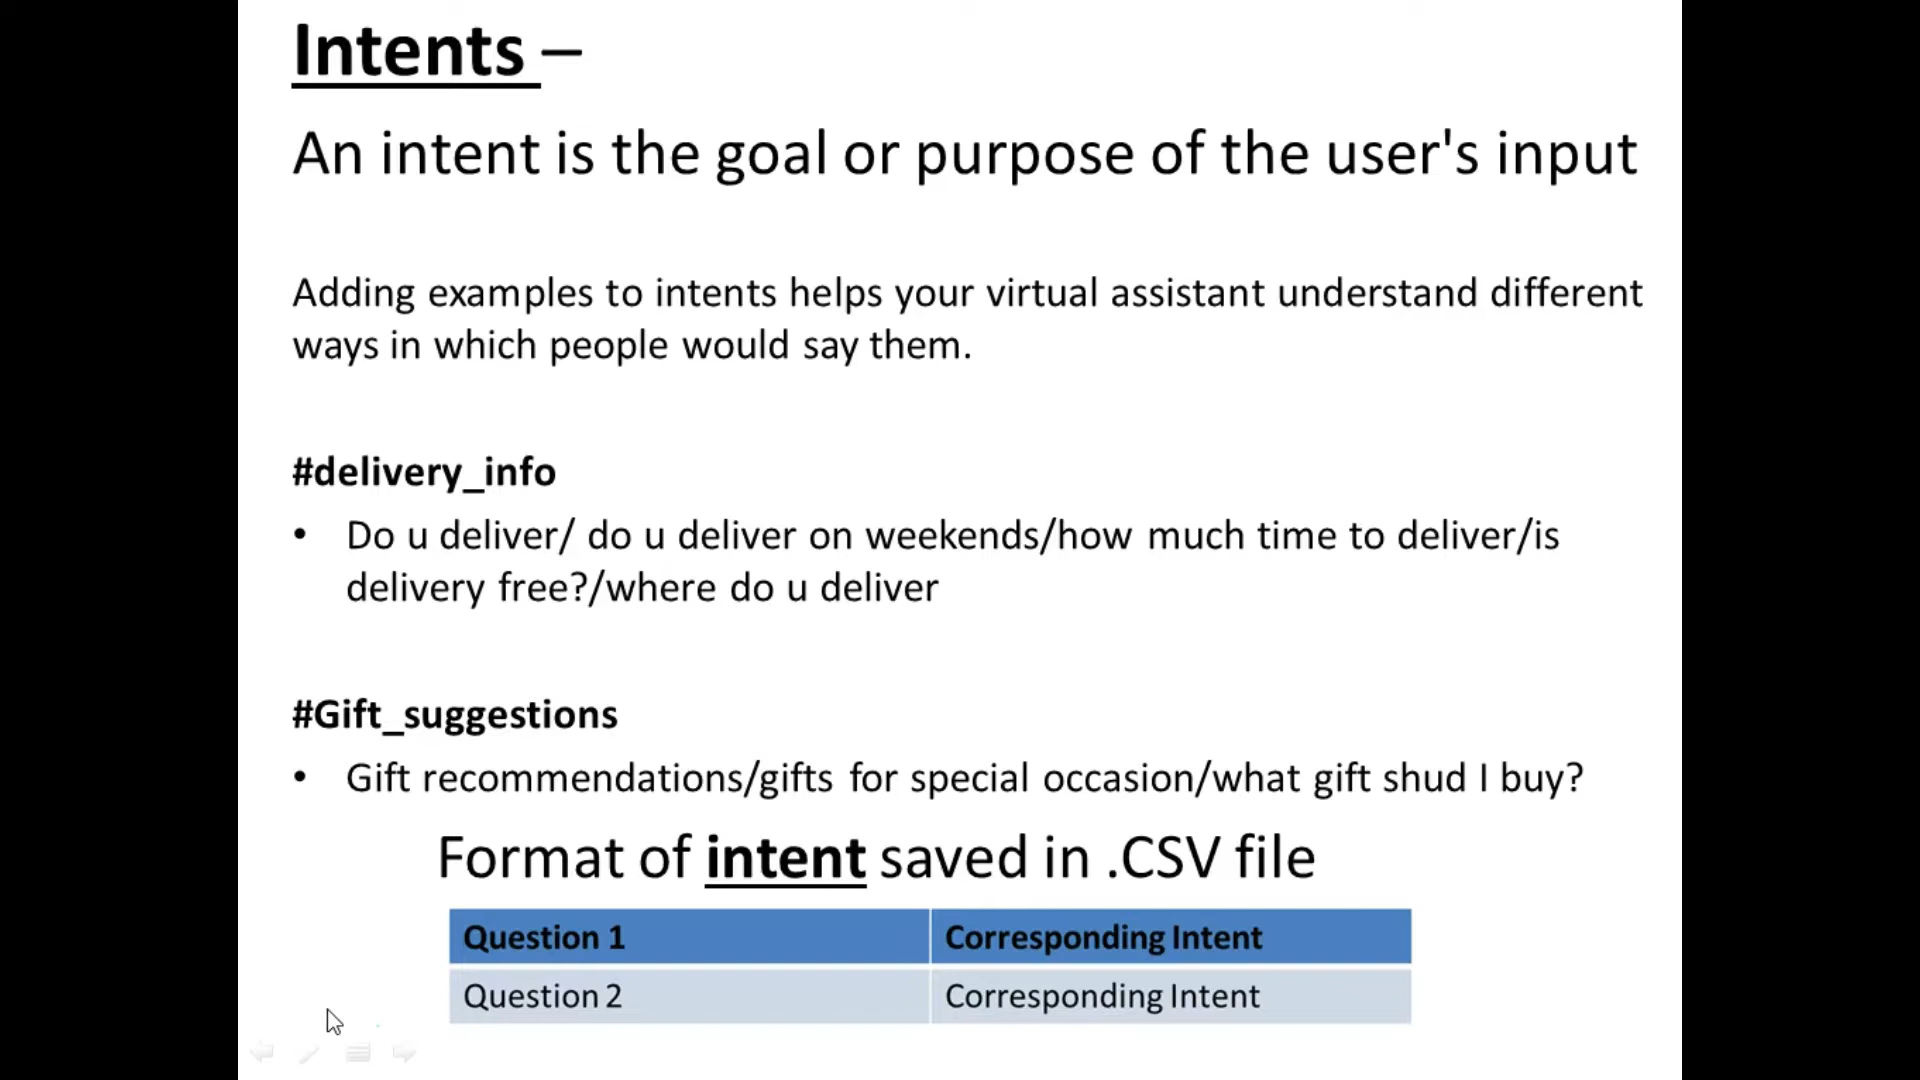 Intents –
An intent is the goal or purpose of the user's input
Adding examples to intents helps your virtual assistant understand different
ways in which people would say them.
#delivery_info
• Do u deliver/ do u deliver on weekends/how much time to deliver/is
delivery free?/where do u deliver
#Gift_suggestions
• Gift recommendations/gifts for special occasion/what gift shud I buy?
Format of intent saved in .CSV file
Question 1 Corresponding Intent
Question 2 Corresponding Intent